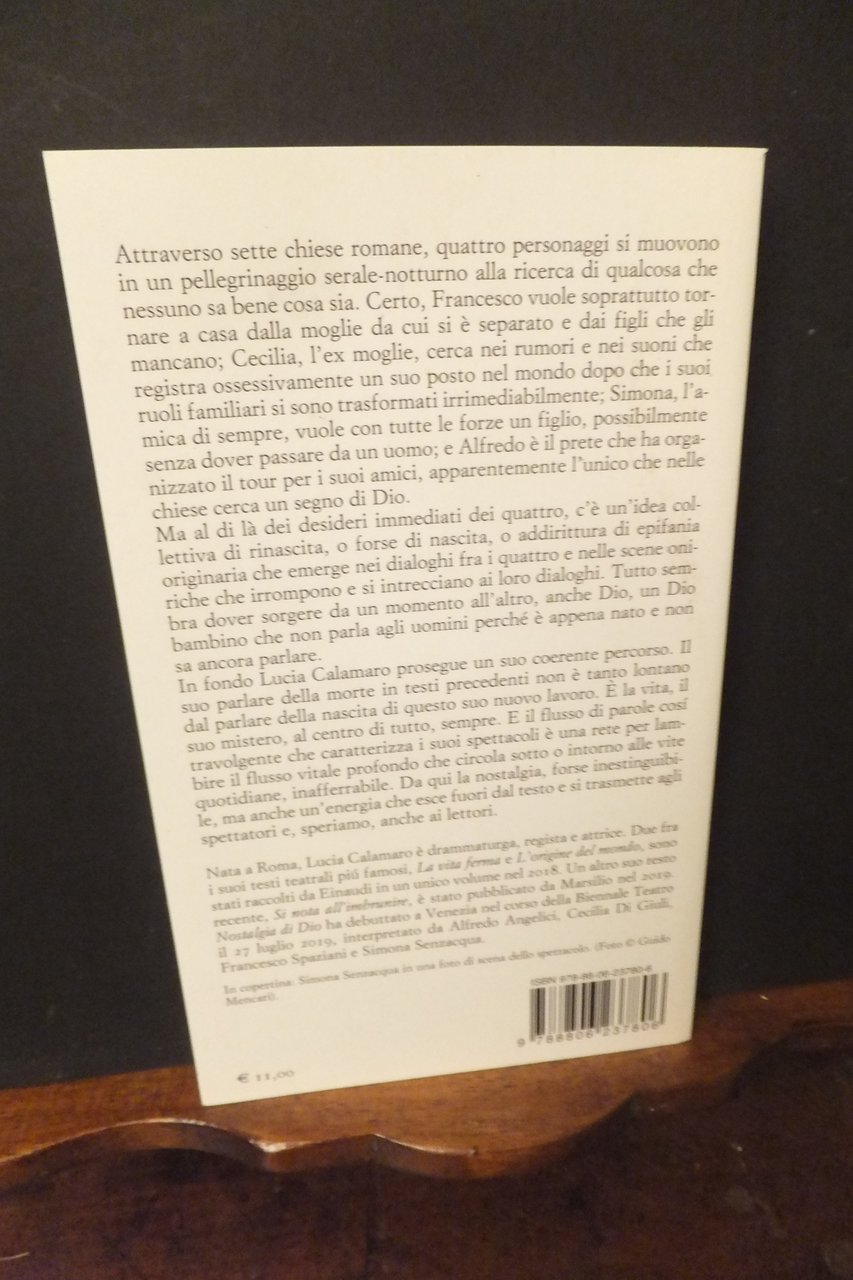 Attraverso sette chiese romane, quattro personaggi si muovono
in un pellegrinaggio serale-notturno alla ricerca di qualcosa che
nessuno sa bene cosa sia. Certo, Francesco vuole soprattutto tor-
nare a casa dalla moglie da cui si è separato e dai figli che gli
mancano; Cecilia, l'ex moglie, cerca nei rumori e nei suoni che
registra ossessivamente un suo posto nel mondo dopo che i suoi
ruoli familiari si sono trasformati irrimediabilmente; Simona, l'a-
mica di sempre, vuole con tutte le forze un figlio, possibilmente
senza dover passare da un uomo; e Alfredo è il prete che ha orga-
nizzato il tour per i suoi amici, apparentemente l'unico che nelle
chiese cerca un segno di Dio.
Ma al di là dei desideri immediati dei quattro, c'è un'idea col-
lettiva di rinascita, o forse di nascita, o addirittura di epifania
originaria che emerge nei dialoghi fra i quattro e nelle scene oni-
riche che irrompono e si intrecciano ai loro dialoghi. Tutto sem-
bra dover sorgere da un momento all'altro, anche Dio, un Dio
bambino che non parla agli uomini perché è appena nato e non
sa ancora parlare.
In fondo Lucia Calamaro prosegue un suo coerente percorso. Il
suo parlare della morte in testi precedenti non è tanto lontano
dal parlare della nascita di questo suo nuovo lavoro. È la vita, il
suo mistero, al centro di tutto, sempre. E il flusso di parole cosí
travolgente che caratterizza i suoi spettacoli è una rete per lam-
bire il flusso vitale profondo che circola sotto o intorno alle vite
quotidiane, inafferrabile. Da qui la nostalgia, forse inestinguibi-
le, ma anche un'energia che esce fuori dal testo e si trasmette agli
spettatori e, speriamo, anche ai lettori.
Nata a Roma, Lucia Calamaro è drammaturga, regista e attrice. Due fra
i suoi testi teatrali piú famosi, La vita ferma e L'origine del mondo, sono
stati raccolti da Einaudi in un unico volume nel 2018. Un altro suo testo
recente, Si nota all'imbrunire, è stato pubblicato da Marsilio nel 2019.
Nostalgia di Dio ha debuttato a Venezia nel corso della Biennale Teatro
il 27 luglio 2019, interpretato da Alfredo Angelici, Cecilia Di Giuli,
Francesco Spaziani e Simona Senzacqua.
In copertina: Simona Senzacqua in una foto di scena dello spettacolo. (Foto © Guido
Mencari).
ISBN 978-88-06-23780-6
9 788806 237806
€ 11,00